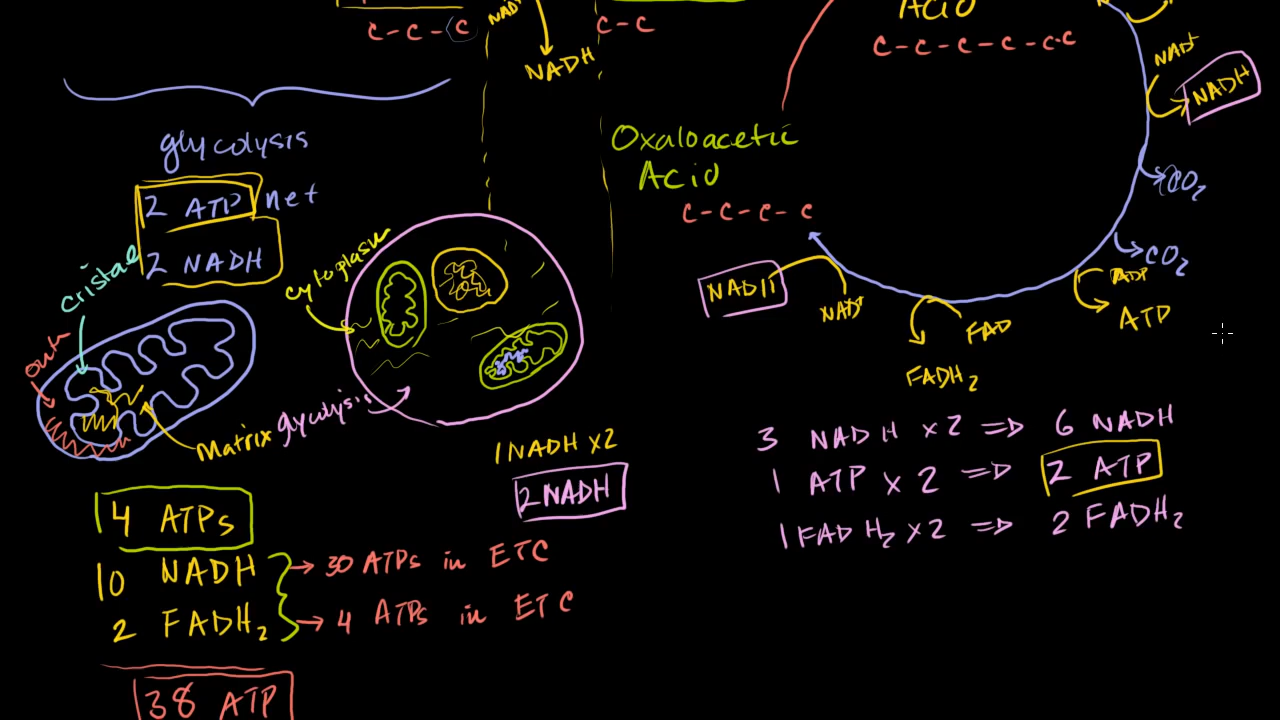 C-C-C
NAD
NADH
C-C
Acid
C-C-C-C-C-C
NAD+
NADH
CO2
CO2
ADP
ATP
FAD
FADH2
NAD+
NADH
Oxaloacetic
Acid
C-C-C-C
glycolysis
2 ATP net
2 NADH
cristae
outer
Matrix
cytoplasm
glycolysis
1 NADH x2
2 NADH
3 NADH x2 => 6 NADH
1 ATP x 2 => 2 ATP
1 FADH2 x2 => 2 FADH2
4 ATPs
10 NADH → 30 ATPs in ETC
2 FADH2 → 4 ATPs in ETC
38 ATP